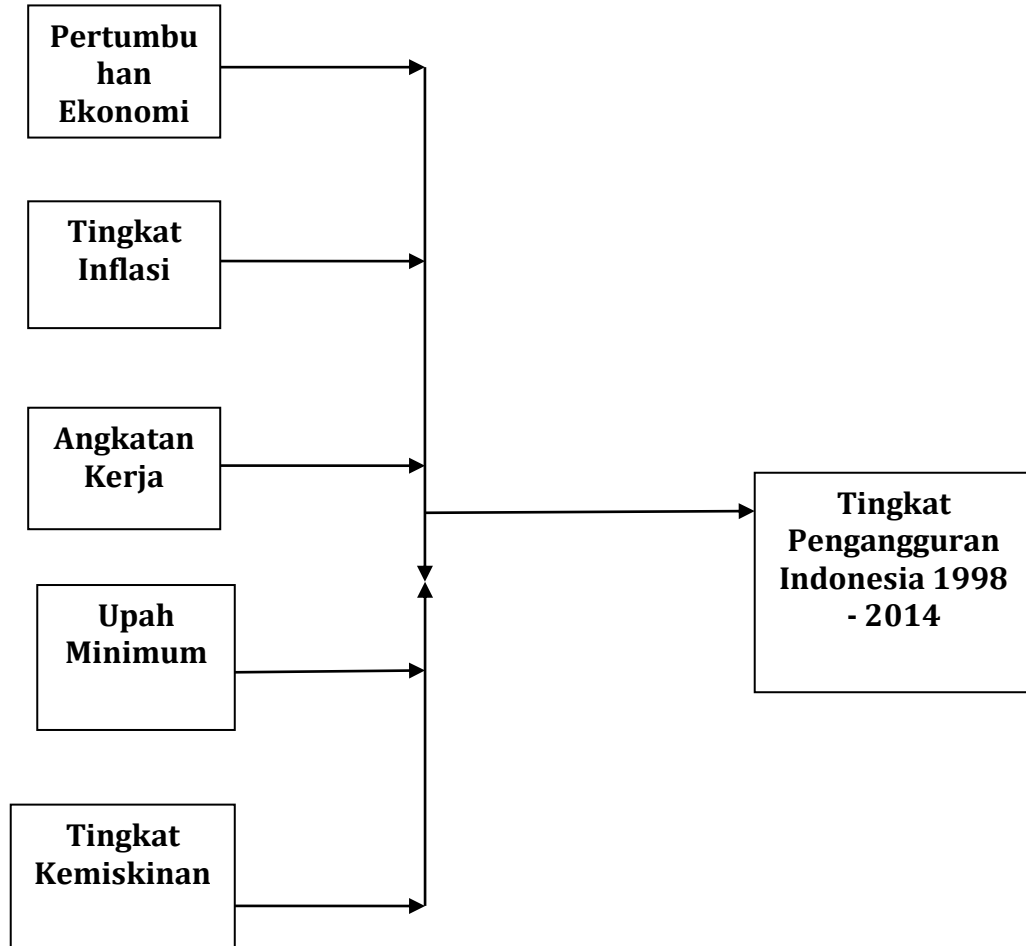 Pertumbu
han
Ekonomi
Tingkat
Inflasi
Angkatan
Kerja
Upah
Minimum
Tingkat
Kemiskinan
Tingkat
Pengangguran
Indonesia 1998
- 2014